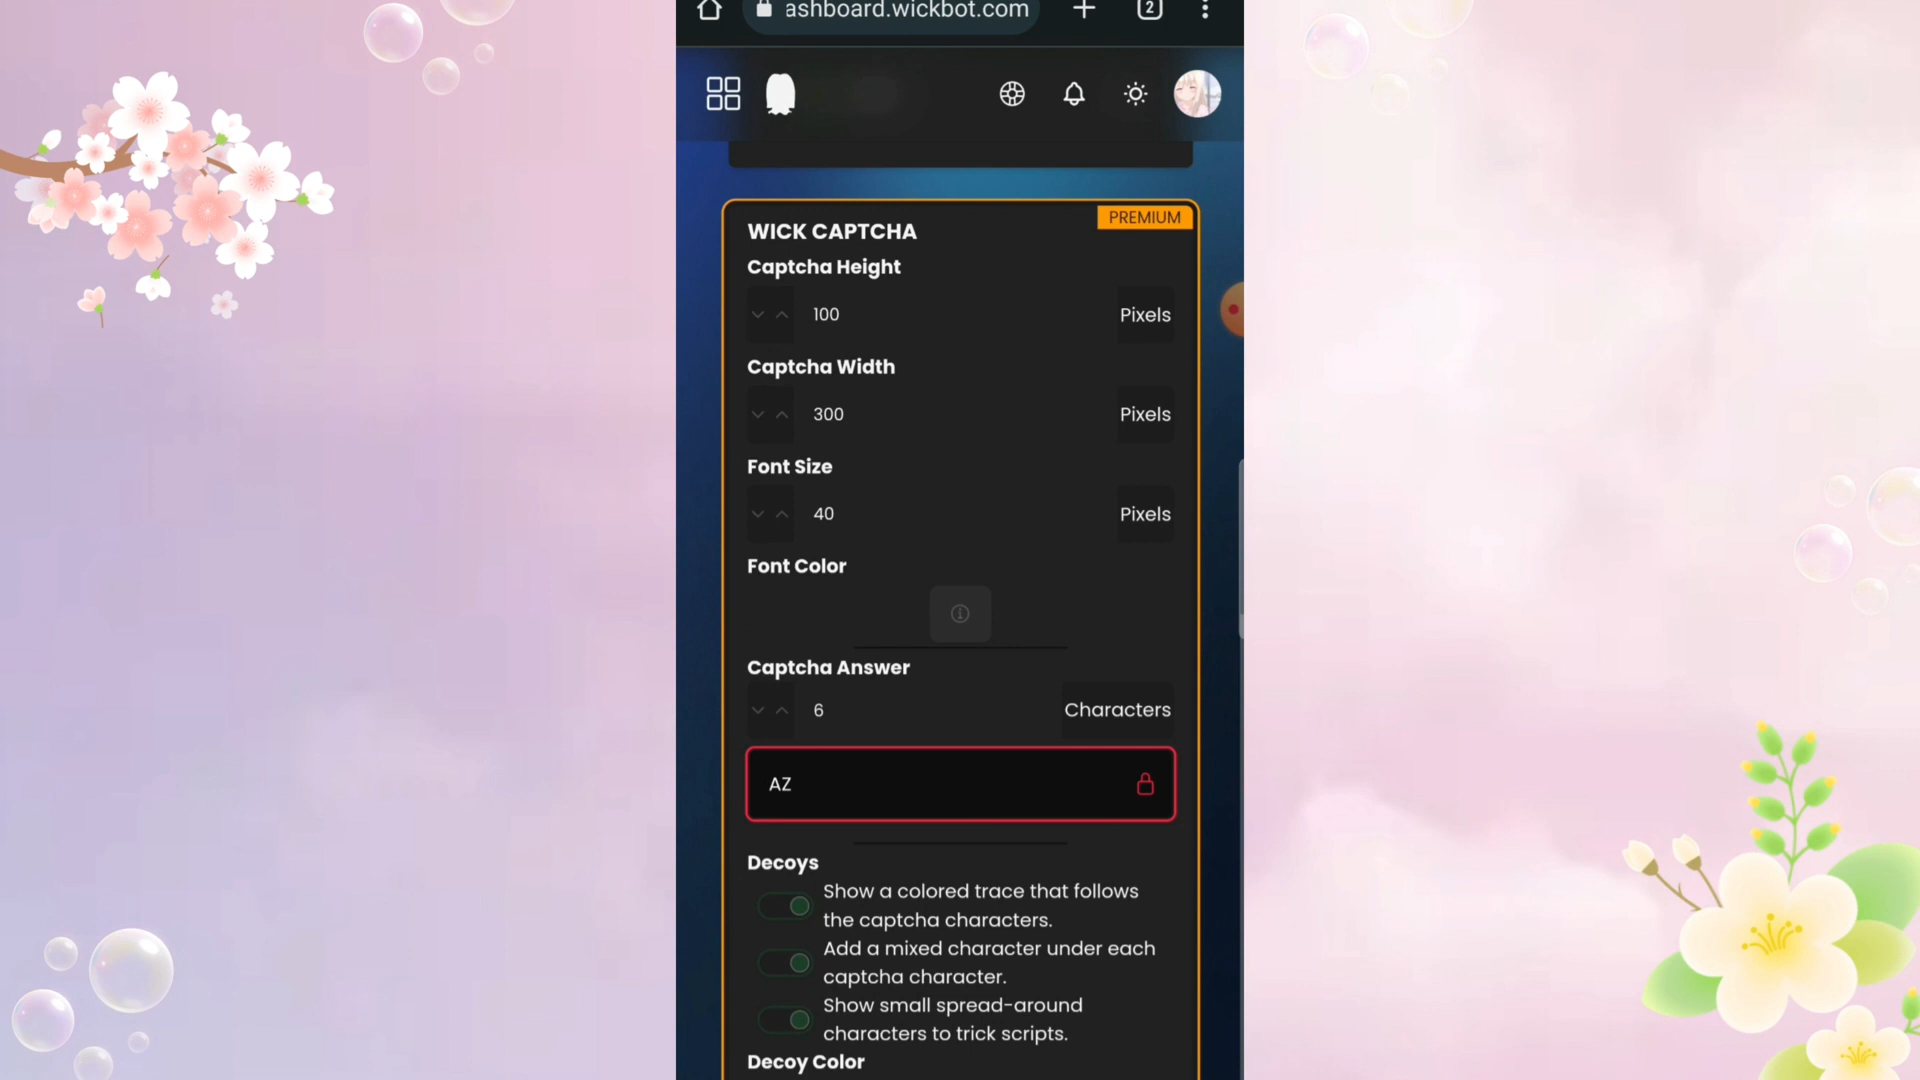 ashboard.wickbot.com
2
PREMIUM
WICK CAPTCHA
Captcha Height
100 Pixels
Captcha Width
300 Pixels
Font Size
40 Pixels
Font Color
Captcha Answer
6 Characters
AZ
Decoys
Show a colored trace that follows
the captcha characters.
Add a mixed character under each
captcha character.
Show small spread-around
characters to trick scripts.
Decoy Color